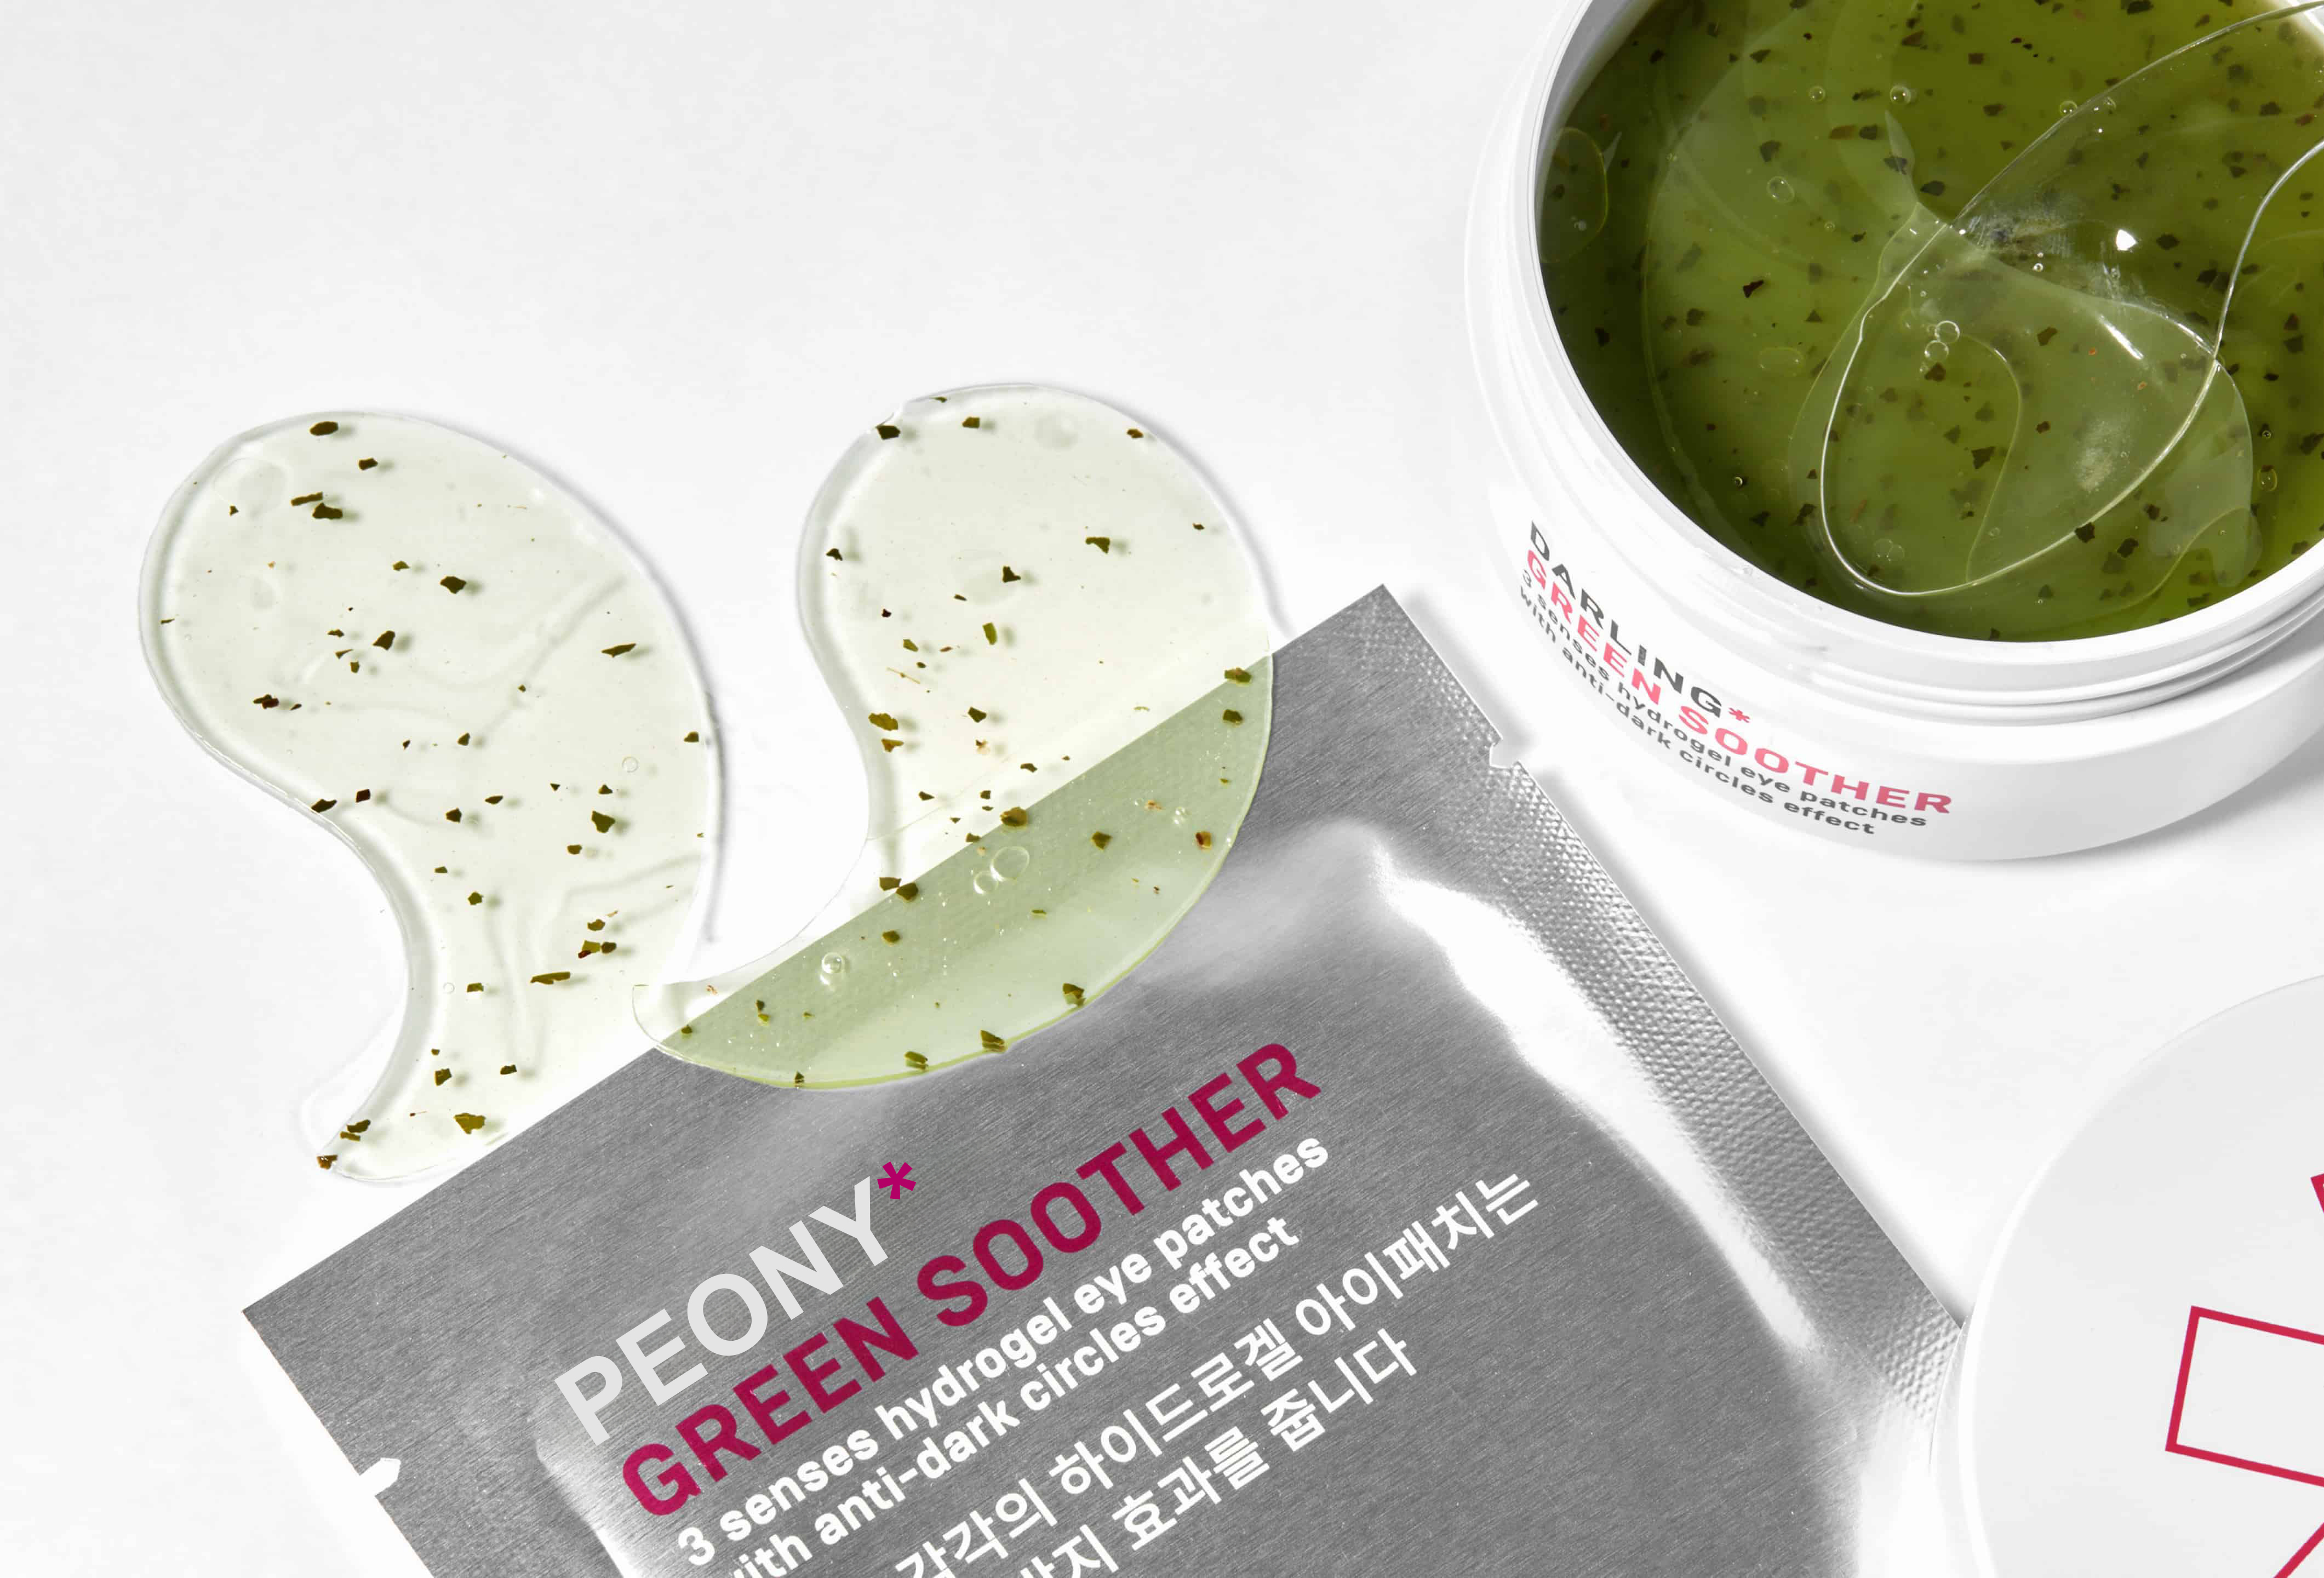 DARLING*
GREEN SOOTHER
3 senses hydrogel eye patches
with anti-dark circles effect
PEONY*
GREEN SOOTHER
3 senses hydrogel eye patches
with anti-dark circles effect
감각의 하이드로겔 아이패치는
방지 효과를 줍니다